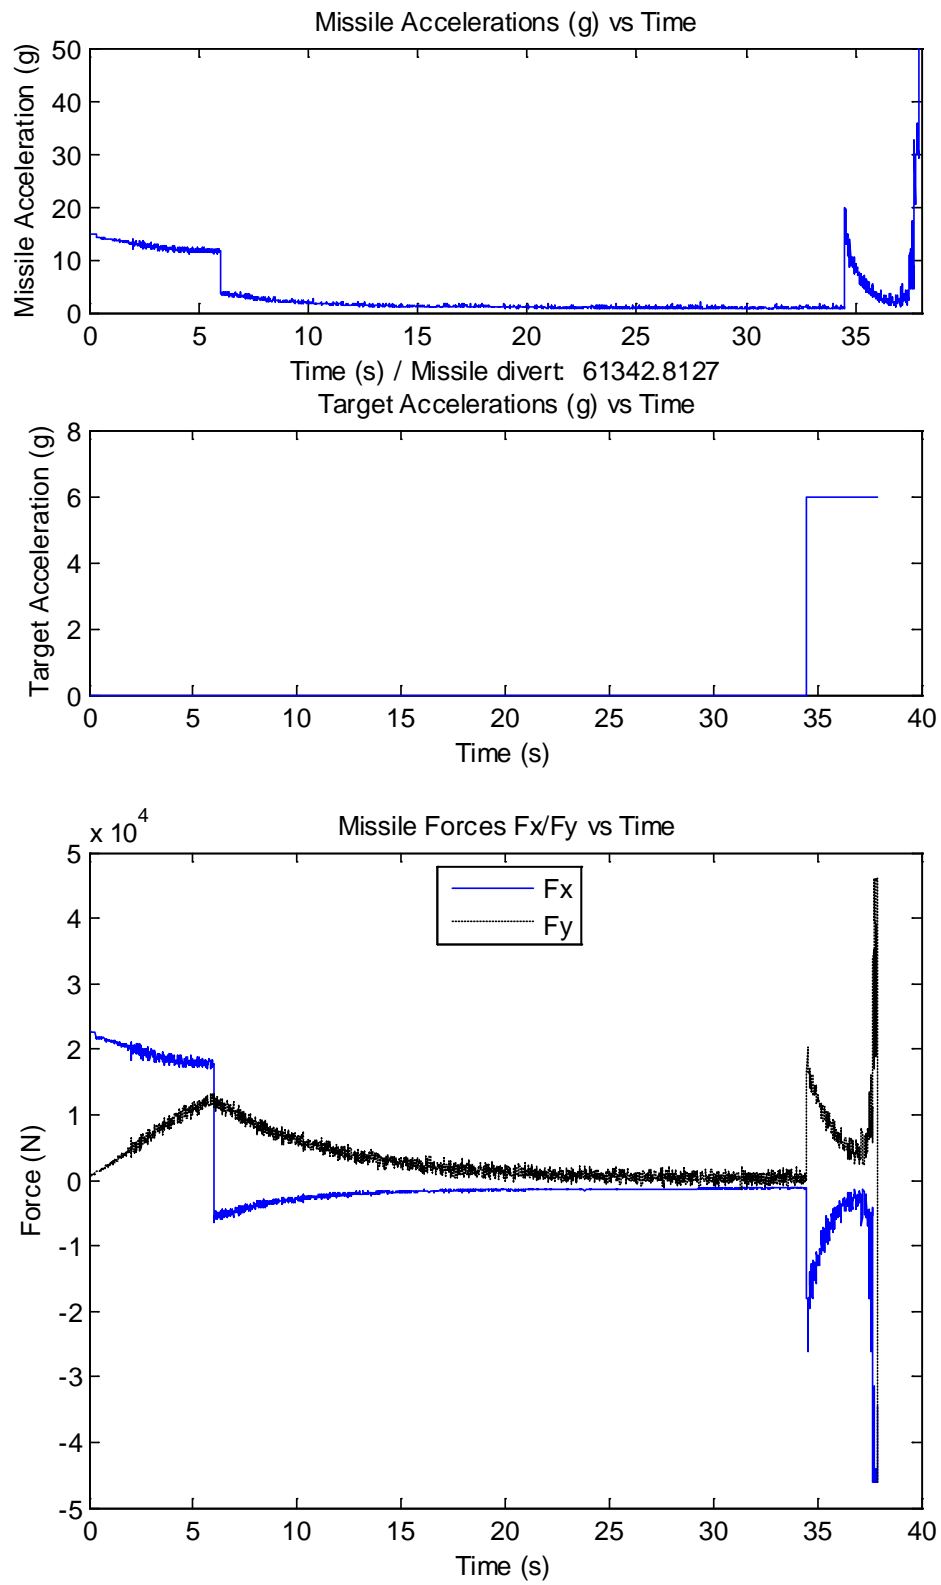 Missile Accelerations (g) vs Time
Missile Acceleration (g)
50
40
30
20
10
0
0 5 10 15 20 25 30 35
Time (s) / Missile divert: 61342.8127
Target Accelerations (g) vs Time
Target Acceleration (g)
8
6
4
2
0
0 5 10 15 20 25 30 35 40
Time (s)
Missile Forces Fx/Fy vs Time
x 10^4
Force (N)
5
4
3
2
1
0
-1
-2
-3
-4
-5
Fx
Fy
0 5 10 15 20 25 30 35 40
Time (s)